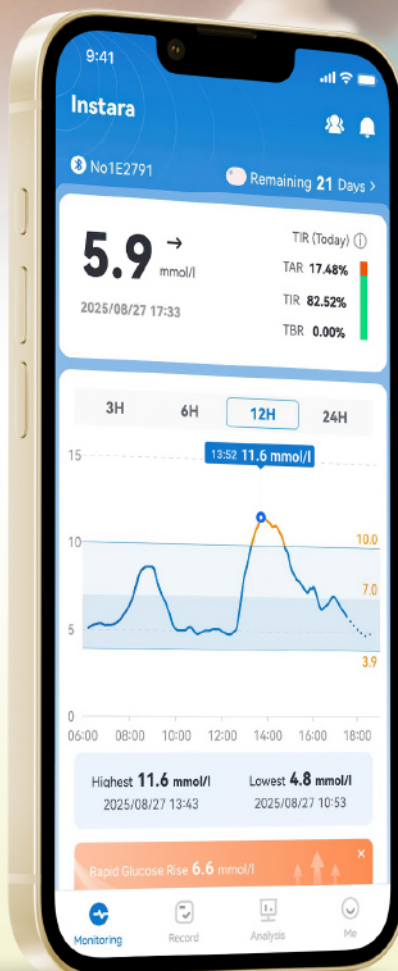 9:41
Instara
No1E2791
Remaining 21 Days >
5.9 → mmol/l
2025/08/27 17:33
TIR (Today)
TAR 17.48%
TIR 82.52%
TBR 0.00%
3H 6H 12H 24H
13:52 11.6 mmol/l
15
10
5
0
10.0
7.0
3.9
06:00 08:00 10:00 12:00 14:00 16:00 18:00
Highest 11.6 mmol/l
2025/08/27 13:43
Lowest 4.8 mmol/l
2025/08/27 10:53
Rapid Glucose Rise 6.6 mmol/l
Monitoring Record Analysis Me